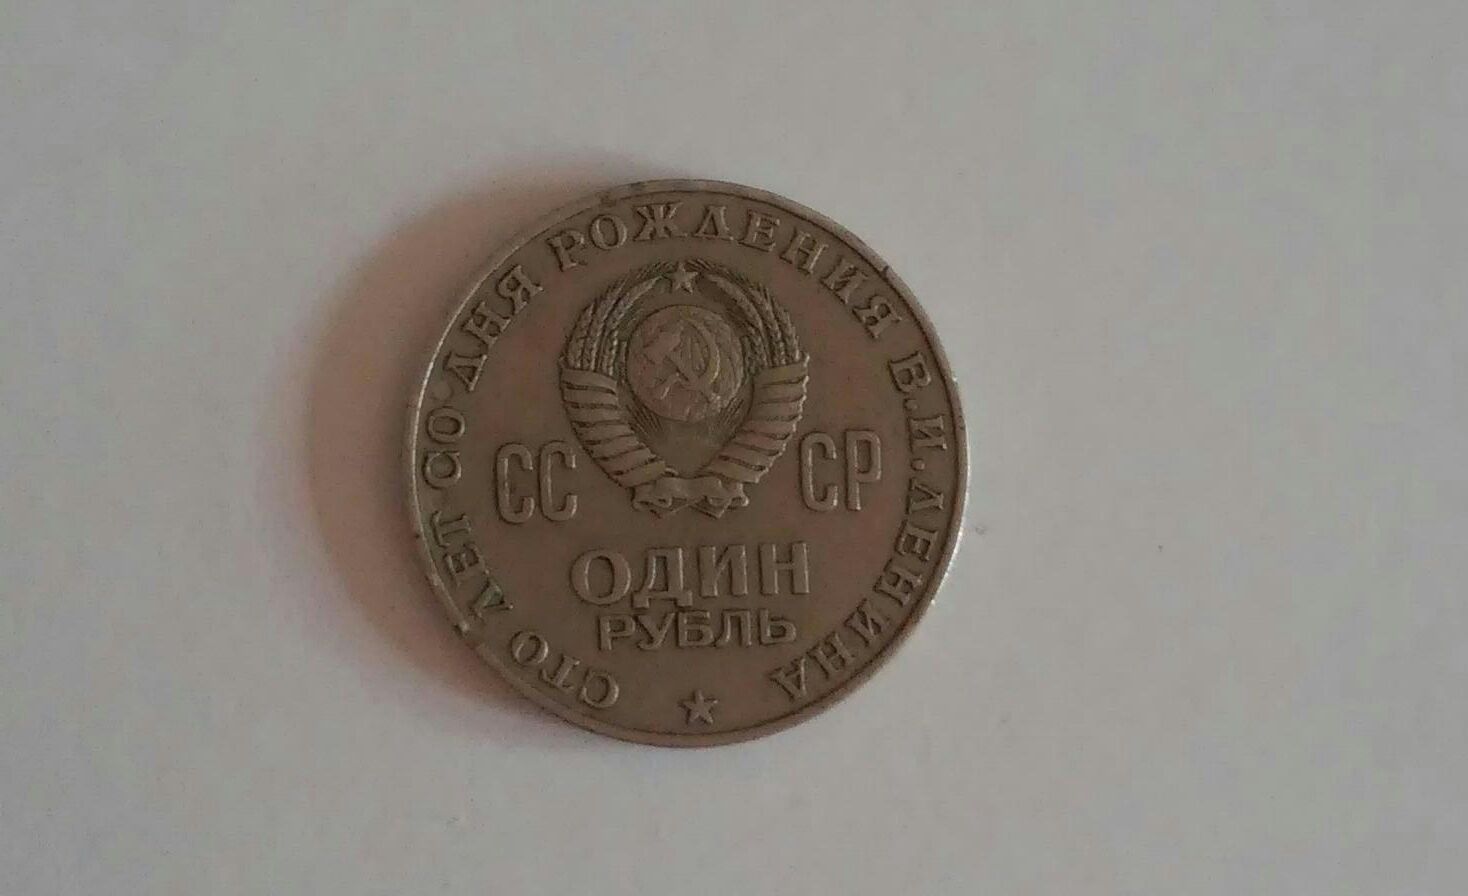 СТО ЛЕТ СО ДНЯ РОЖДЕНИЯ В.И.ЛЕНИНА
СС СР
ОДИН
РУБЛЬ